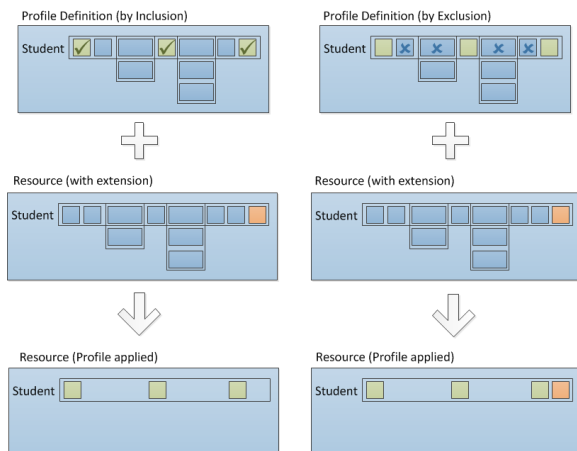 Profile Definition (by Inclusion)
Student
Resource (with extension)
Student
Resource (Profile applied)
Student
Profile Definition (by Exclusion)
Student
Resource (with extension)
Student
Resource (Profile applied)
Student